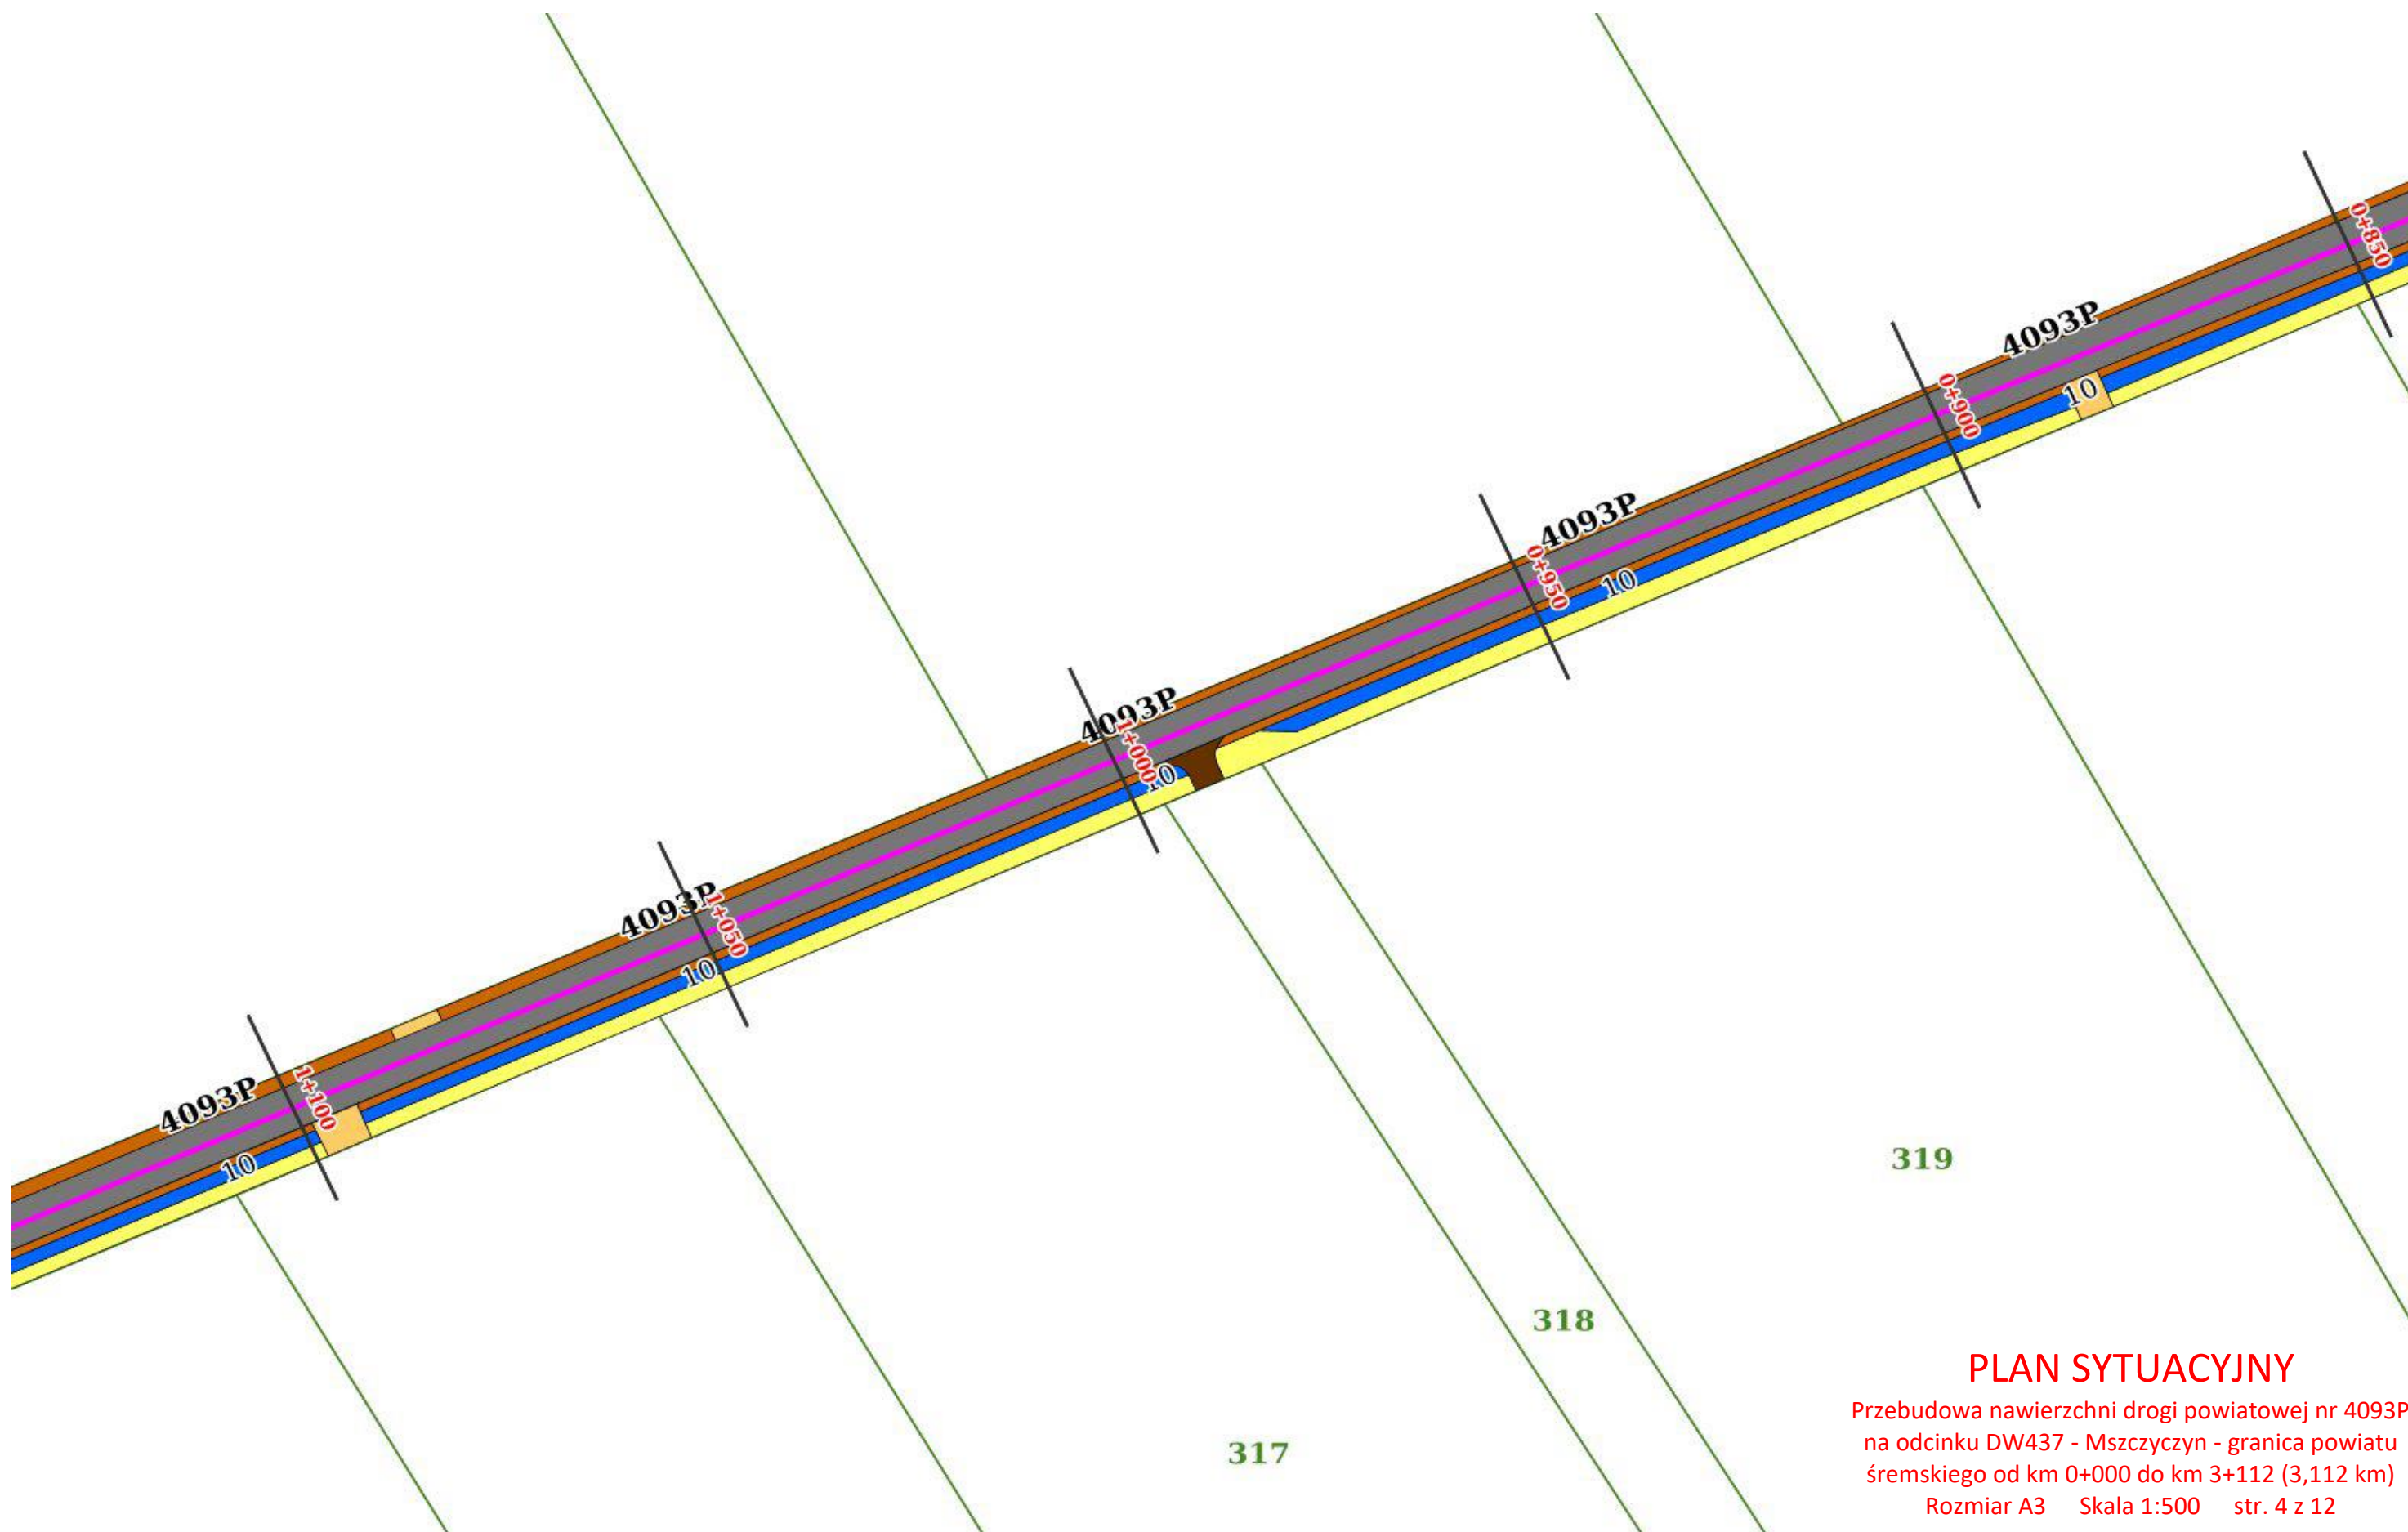 0+850
4093P
0+900
10
4093P
0+950
10
4093P
1+000
10
4093P
1+050
10
4093P
1+100
10
319
318
317
PLAN SYTUACYJNY
Przebudowa nawierzchni drogi powiatowej nr 4093P
na odcinku DW437 - Mszczyczyn - granica powiatu
śremskiego od km 0+000 do km 3+112 (3,112 km)
Rozmiar A3 Skala 1:500 str. 4 z 12